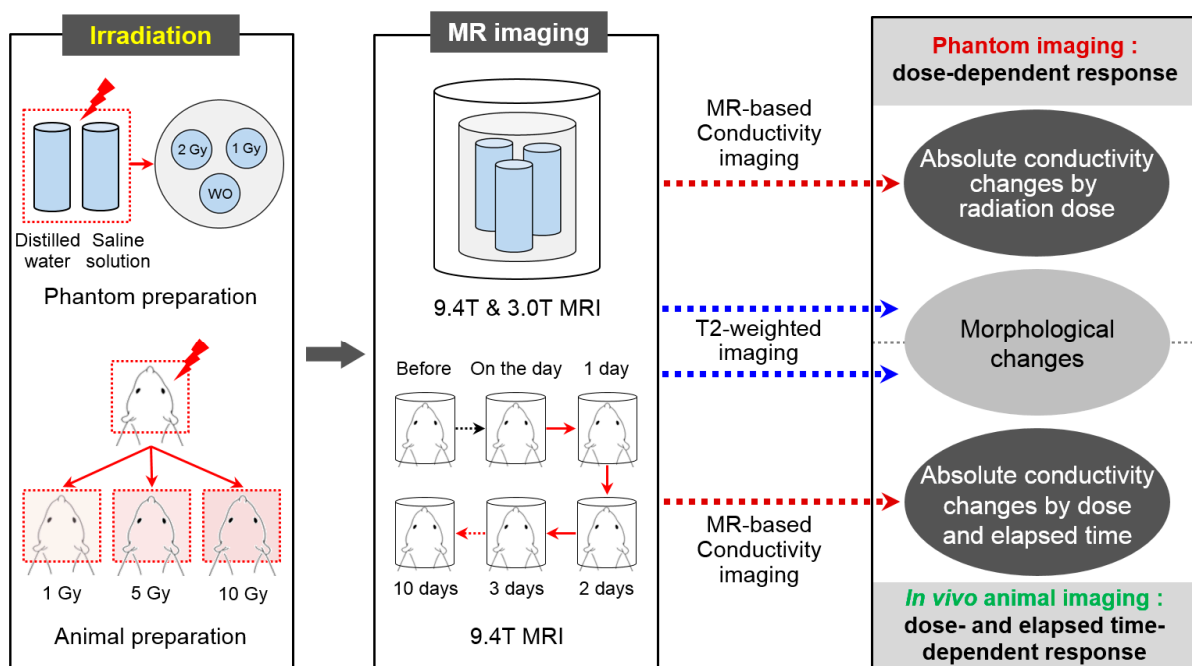 Irradiation
2 Gy
1 Gy
WO
Distilled
water
Saline
solution
Phantom preparation
1 Gy
5 Gy
10 Gy
Animal preparation
MR imaging
9.4T & 3.0T MRI
Before
On the day
1 day
10 days
3 days
2 days
9.4T MRI
MR-based
Conductivity
imaging
T2-weighted
imaging
MR-based
Conductivity
imaging
Phantom imaging :
dose-dependent response
Absolute conductivity
changes by
radiation dose
Morphological
changes
Absolute conductivity
changes by dose
and elapsed time
In vivo animal imaging :
dose- and elapsed time-
dependent response